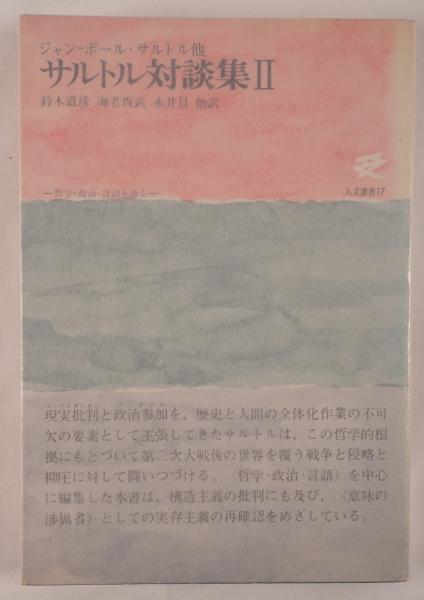 ジャン-ポール・サルトル他
サルトル対談集II
鈴木道彦 海老坂武 永井旦 他訳
—哲学・政治・言語を語る—
人文選書17
現実批判と政治参加を，歴史と人間の全体化作業の不可
欠の要素として主張してきたサルトルは，この哲学的根
拠にもとづいて第二次大戦後の世界を覆う戦争と侵略と
抑圧に対して闘いつづける。〈哲学・政治・言語〉を中心
に編集した本書は，構造主義の批判にも及び，〈意味の
渉猟者〉としての実存主義の再確認をめざしている。